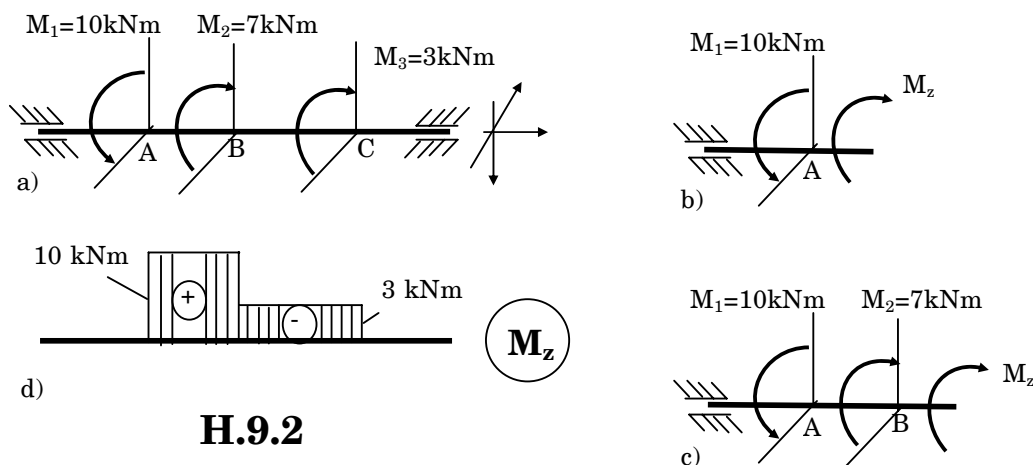 M₁=10kNm M₂=7kNm
M₃=3kNm
A B C
a)
M₁=10kNm
M_z
A
b)
10 kNm
+
-
3 kNm
M_z
d)
H.9.2
M₁=10kNm M₂=7kNm
M_z
A B
c)